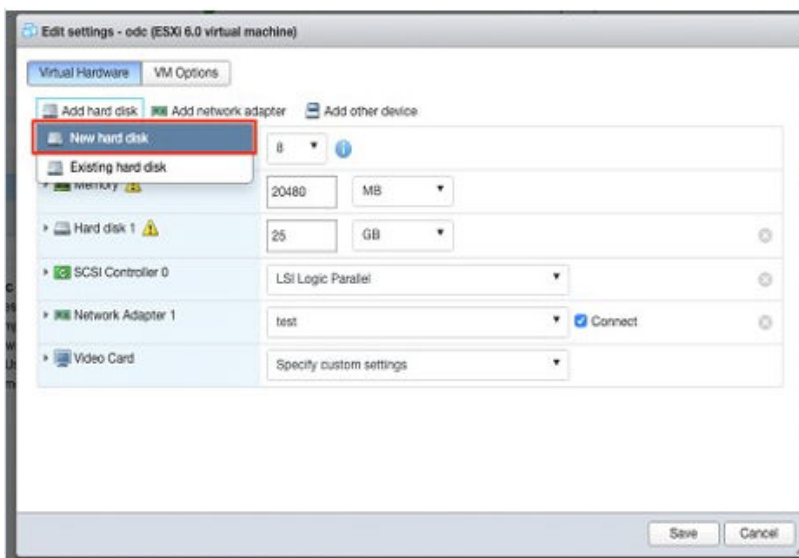 Edit settings - odc (ESXi 6.0 virtual machine)
Virtual Hardware VM Options
Add hard disk Add network adapter Add other device
New hard disk
8
Existing hard disk
Memory 20480 MB
Hard disk 1 25 GB
SCSI Controller 0 LSI Logic Parallel
Network Adapter 1 test Connect
Video Card Specify custom settings
Save Cancel